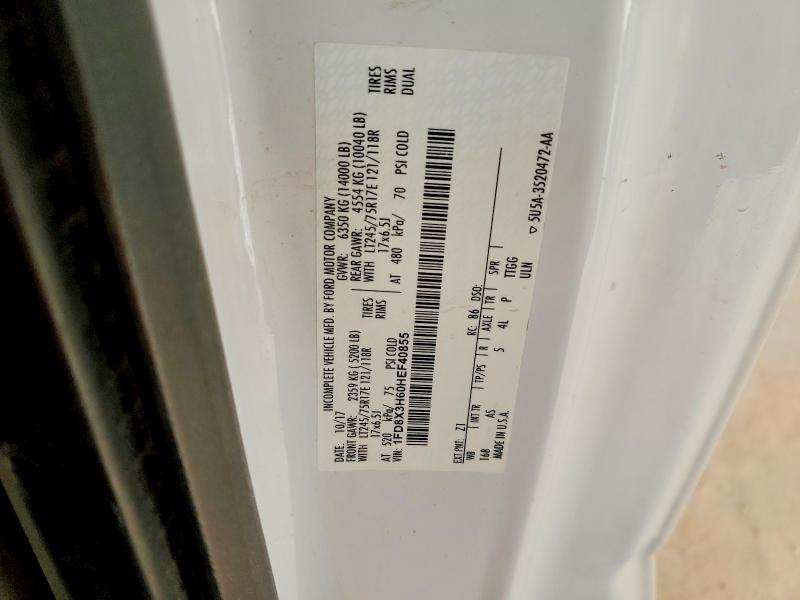 INCOMPLETE VEHICLE MFD. BY FORD MOTOR COMPANY
DATE: 10/17 GVWR: 6350 KG (14000 LB)
FRONT GAWR: 2359 KG (5200 LB) REAR GAWR: 4554 KG (10040 LB)
WITH LT245/75R17E 121/118R TIRES WITH LT245/75R17E 121/118R TIRES
17x6.5J RIMS 17x6.5J RIMS
AT 520 kPa/ 75 PSI COLD AT 480 kPa/ 70 PSI COLD DUAL
VIN: 1FD8X3H60HEF40855
EXT PNT: Z1 RC: 86 DSO:
WB INT TR TP/PS R AXLE TR SPR
168 AS 5 4L P TTGG
MADE IN U.S.A. ULN
▽ 5U5A-3520472-AA